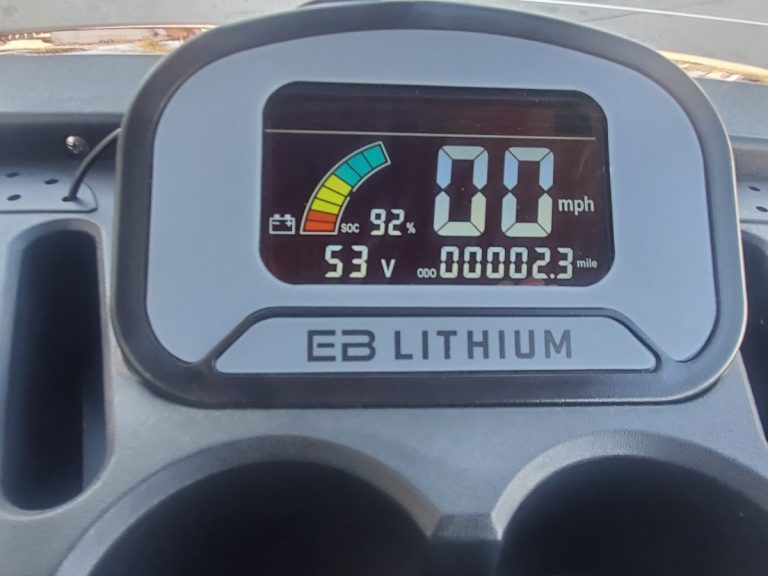 00 mph
SOC 92%
53 V ODO 00002.3 mile
EB LITHIUM